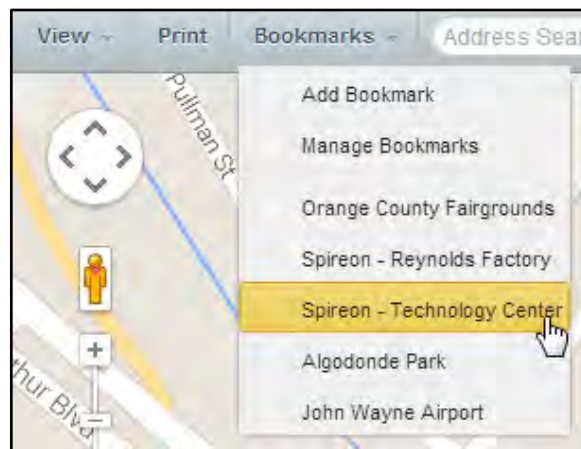 View Print Bookmarks Address Sear
Pullman St
Add Bookmark
Manage Bookmarks
Orange County Fairgrounds
Spireon - Reynolds Factory
Spireon - Technology Center
Algodonde Park
John Wayne Airport
thur Blvd